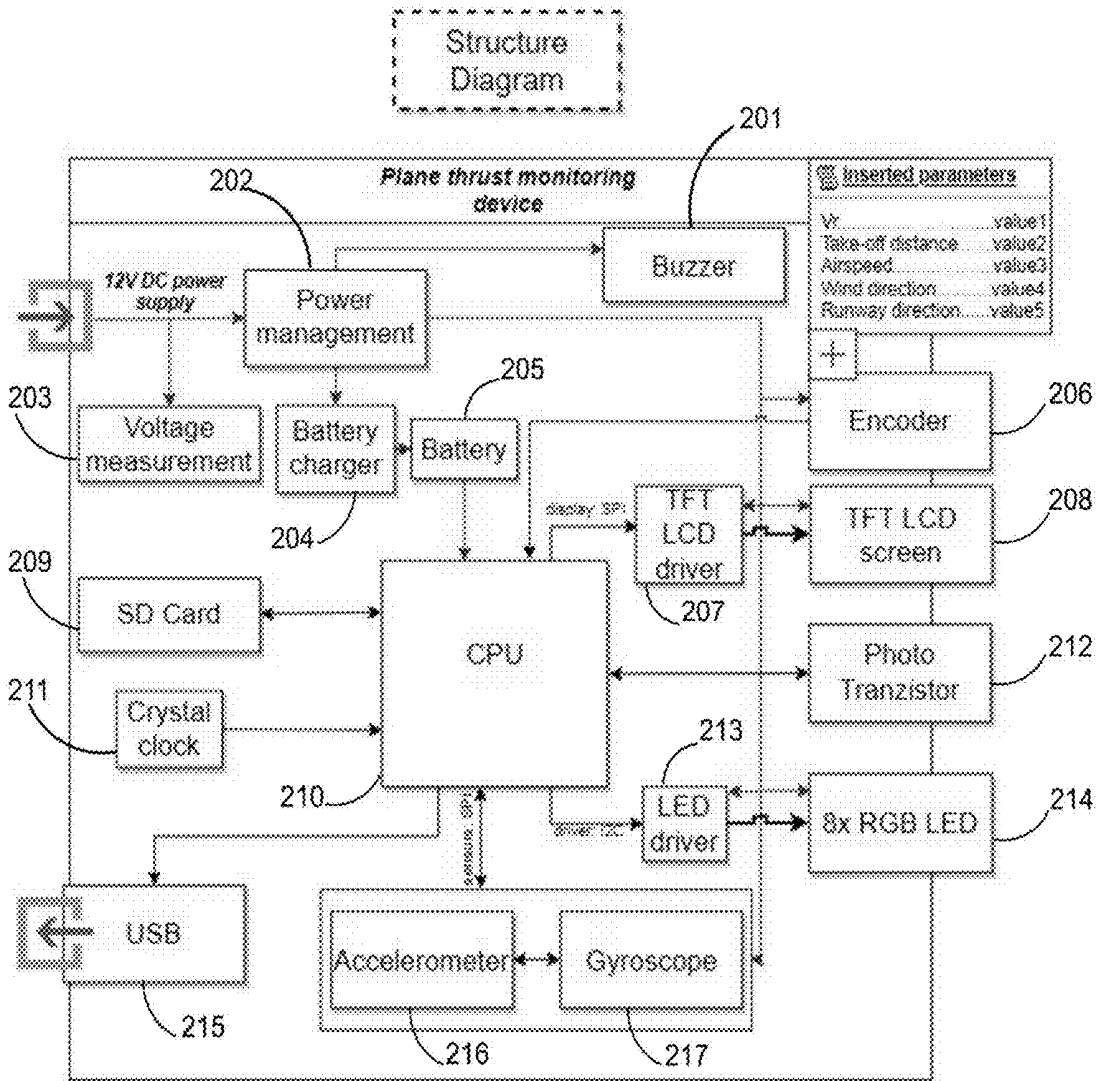 Structure
Diagram
201
202
Plane thrust monitoring
device
Inserted parameters
Vr..................value1
Take-off distance.....value2
Airspeed..............value3
Wind direction........value4
Runway direction.....value5
Buzzer
12V DC power
supply
Power
management
203
205
206
Voltage
measurement
Battery
charger
Battery
Encoder
204
display SPI
TFT
LCD
driver
TFT LCD
screen
208
209
207
SD Card
CPU
Photo
Tranzistor
212
211
Crystal
clock
213
210
driver I2C
LED
driver
8x RGB LED
214
SPI
USB
Accelerometer
Gyroscope
215
216
217